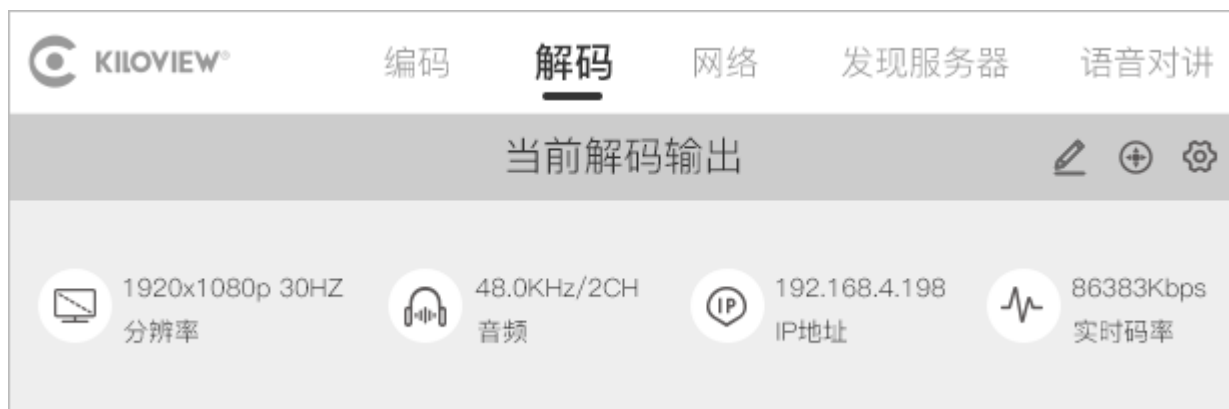 KILOVIEW® 编码 解码 网络 发现服务器 语音对讲
当前解码输出
1920x1080p 30HZ 48.0KHz/2CH 192.168.4.198 86383Kbps
分辨率 音频 IP IP地址 实时码率